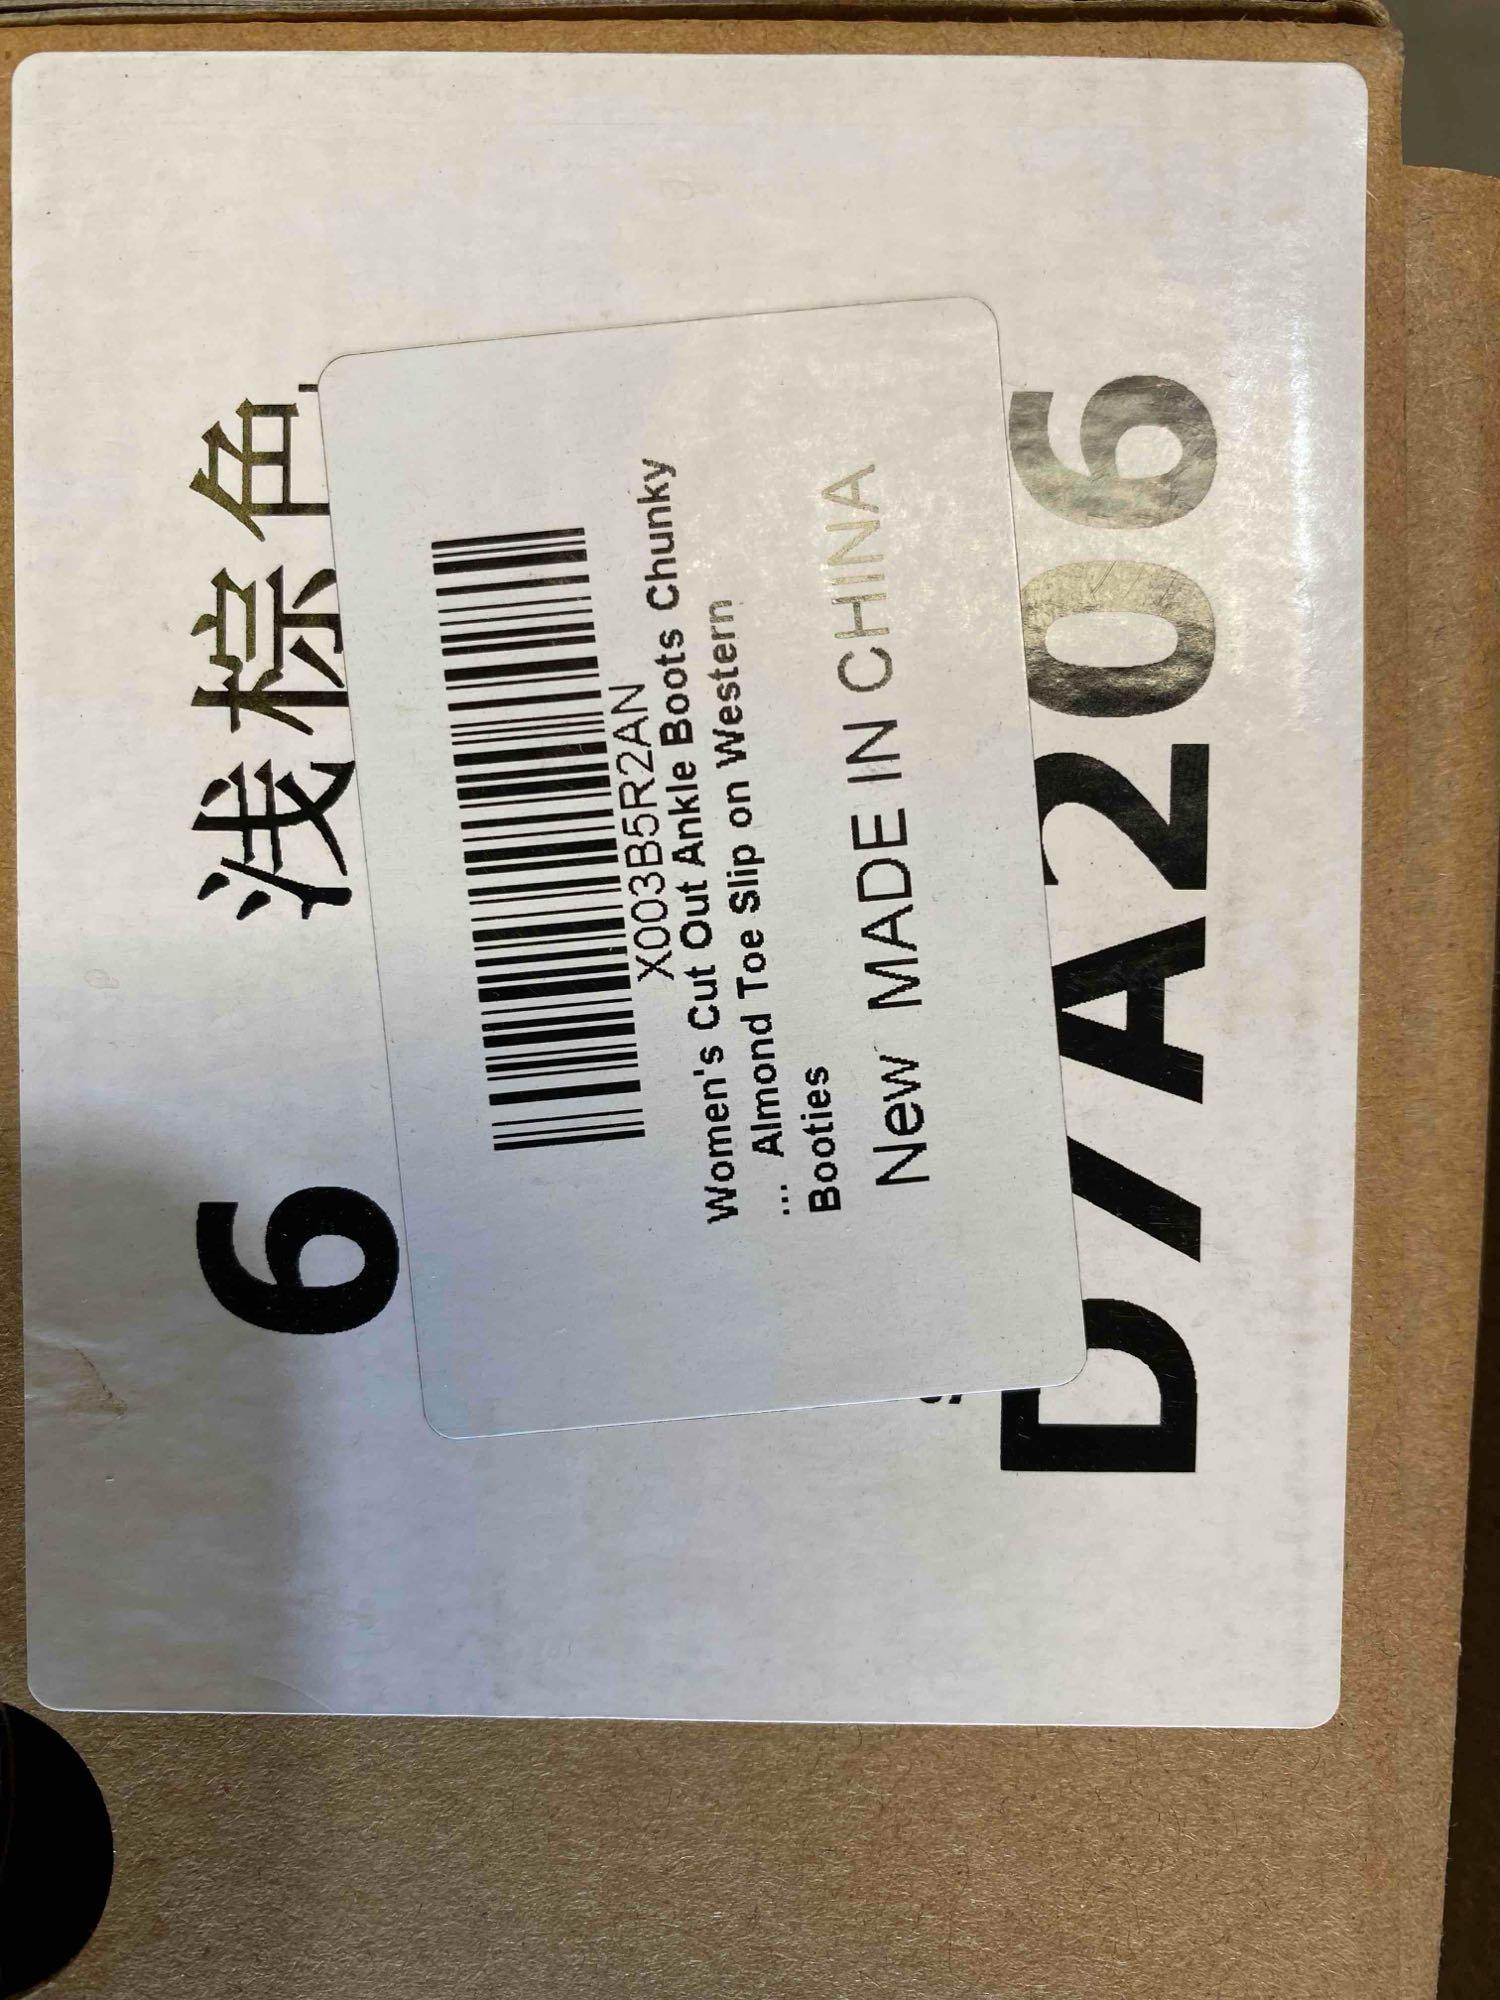 6 浅棕色
X003B5R2AN
Women's Cut Out Ankle Boots Chunky
... Almond Toe Slip on Western
Booties
New MADE IN CHINA
D7A206